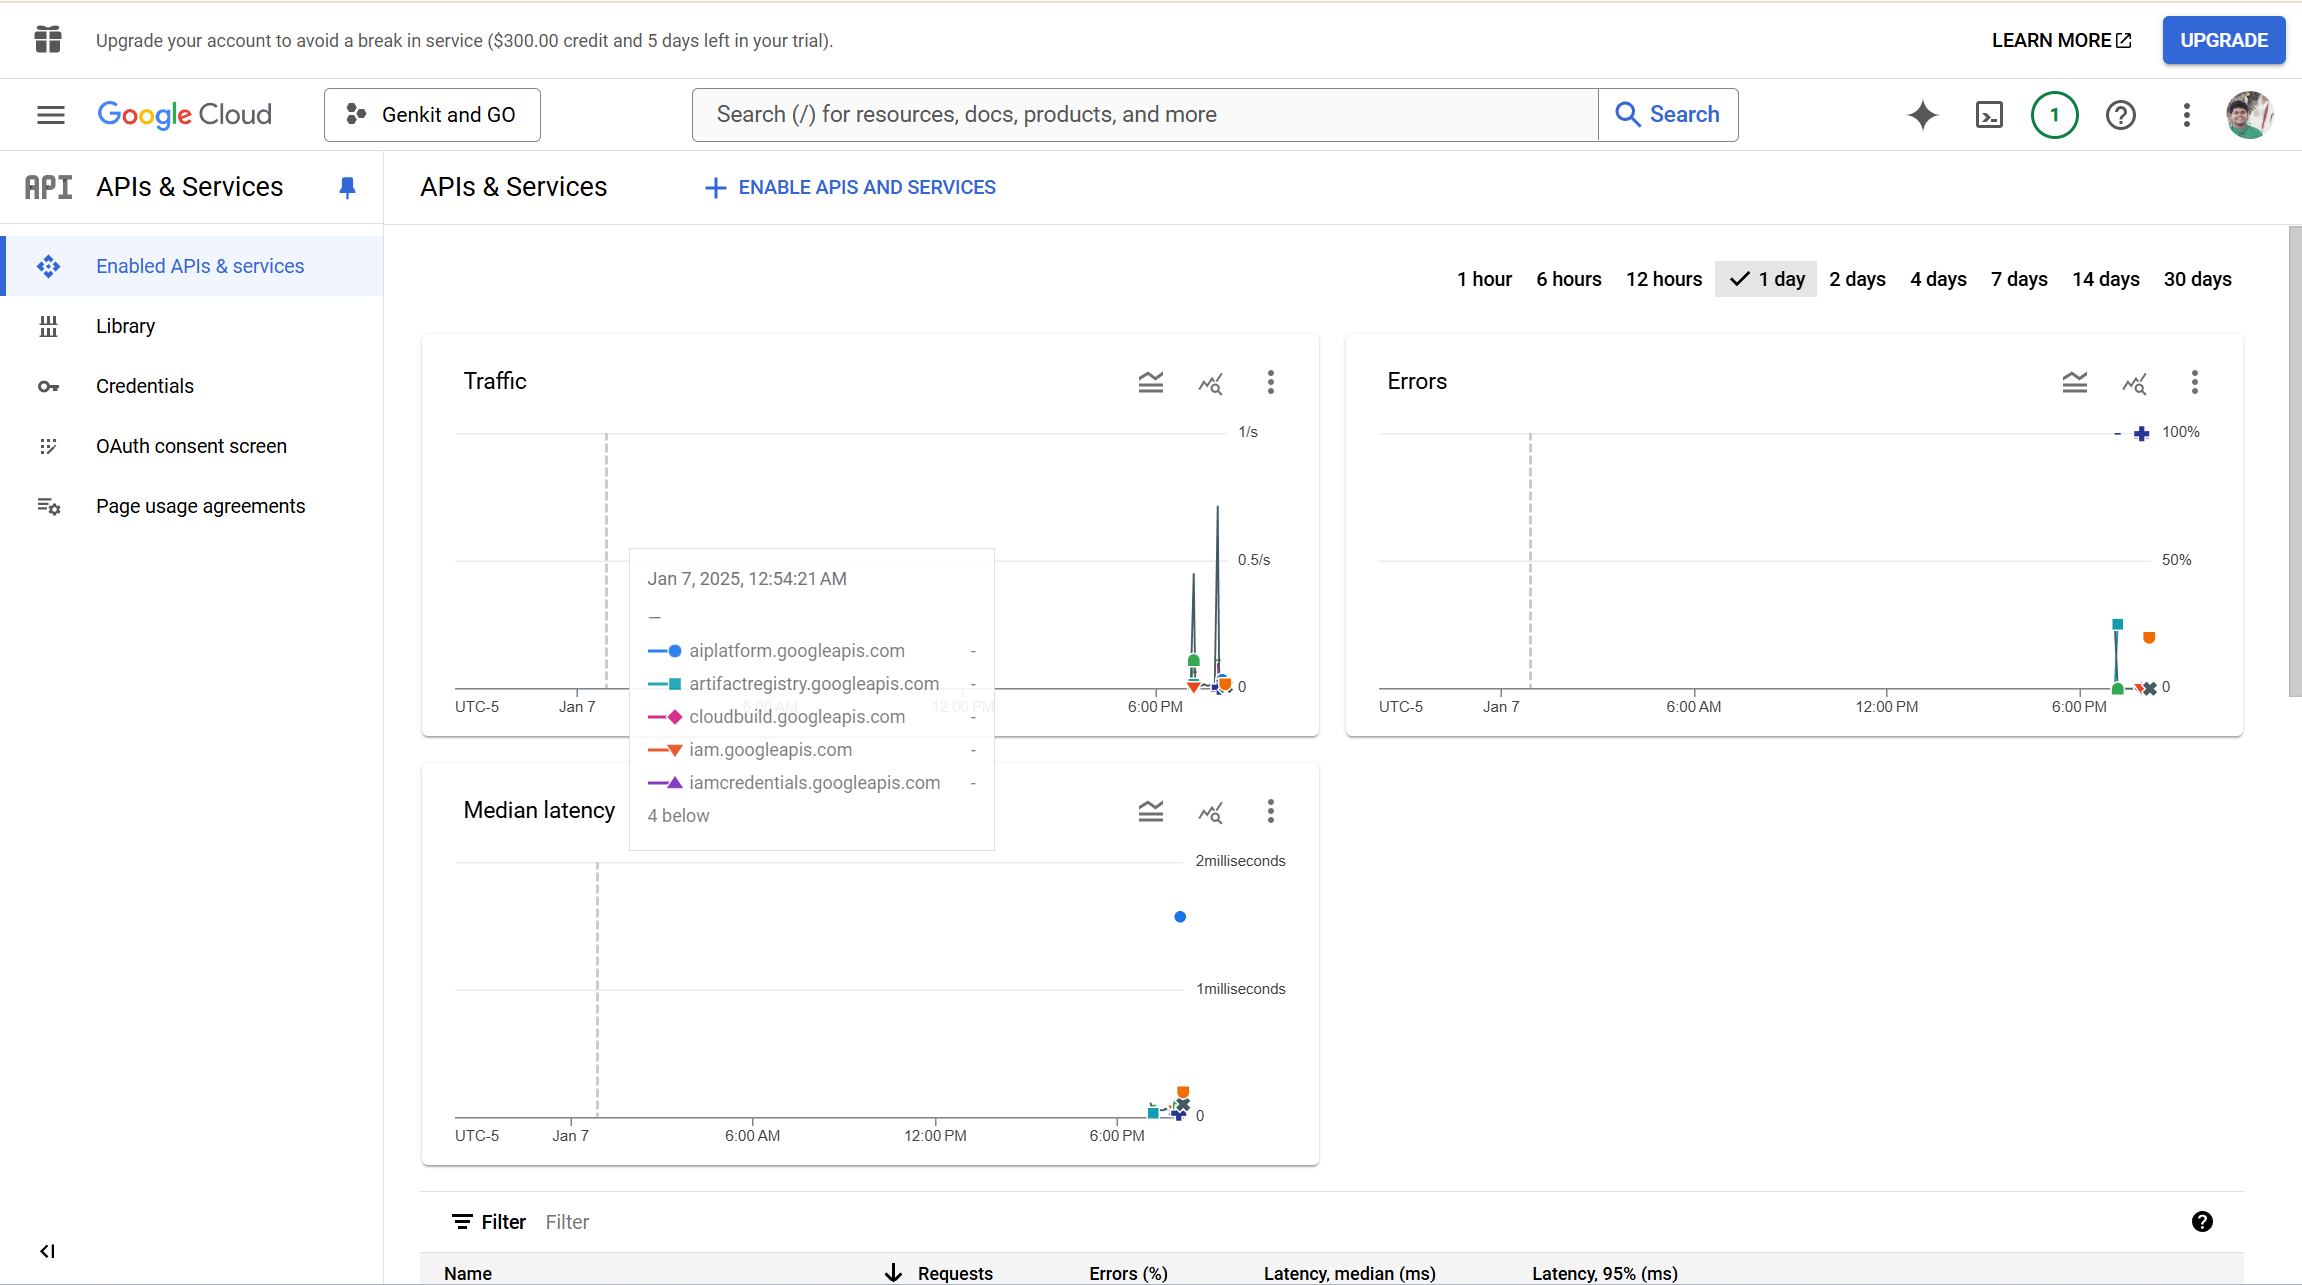 Upgrade your account to avoid a break in service ($300.00 credit and 5 days left in your trial).
LEARN MORE
UPGRADE
Google Cloud
Genkit and GO
Search (/) for resources, docs, products, and more
Search
1
API
APIs & Services
Enabled APIs & services
Library
Credentials
OAuth consent screen
Page usage agreements
APIs & Services
ENABLE APIS AND SERVICES
1 hour
6 hours
12 hours
1 day
2 days
4 days
7 days
14 days
30 days
Traffic
1/s
0.5/s
0
UTC-5
Jan 7
6:00 AM
12:00 PM
6:00 PM
Jan 7, 2025, 12:54:21 AM
—
aiplatform.googleapis.com -
artifactregistry.googleapis.com -
cloudbuild.googleapis.com -
iam.googleapis.com -
iamcredentials.googleapis.com -
4 below
Errors
100%
50%
0
UTC-5
Jan 7
6:00 AM
12:00 PM
6:00 PM
Median latency
2milliseconds
1milliseconds
0
UTC-5
Jan 7
6:00 AM
12:00 PM
6:00 PM
Filter
Filter
Name
Requests
Errors (%)
Latency, median (ms)
Latency, 95% (ms)